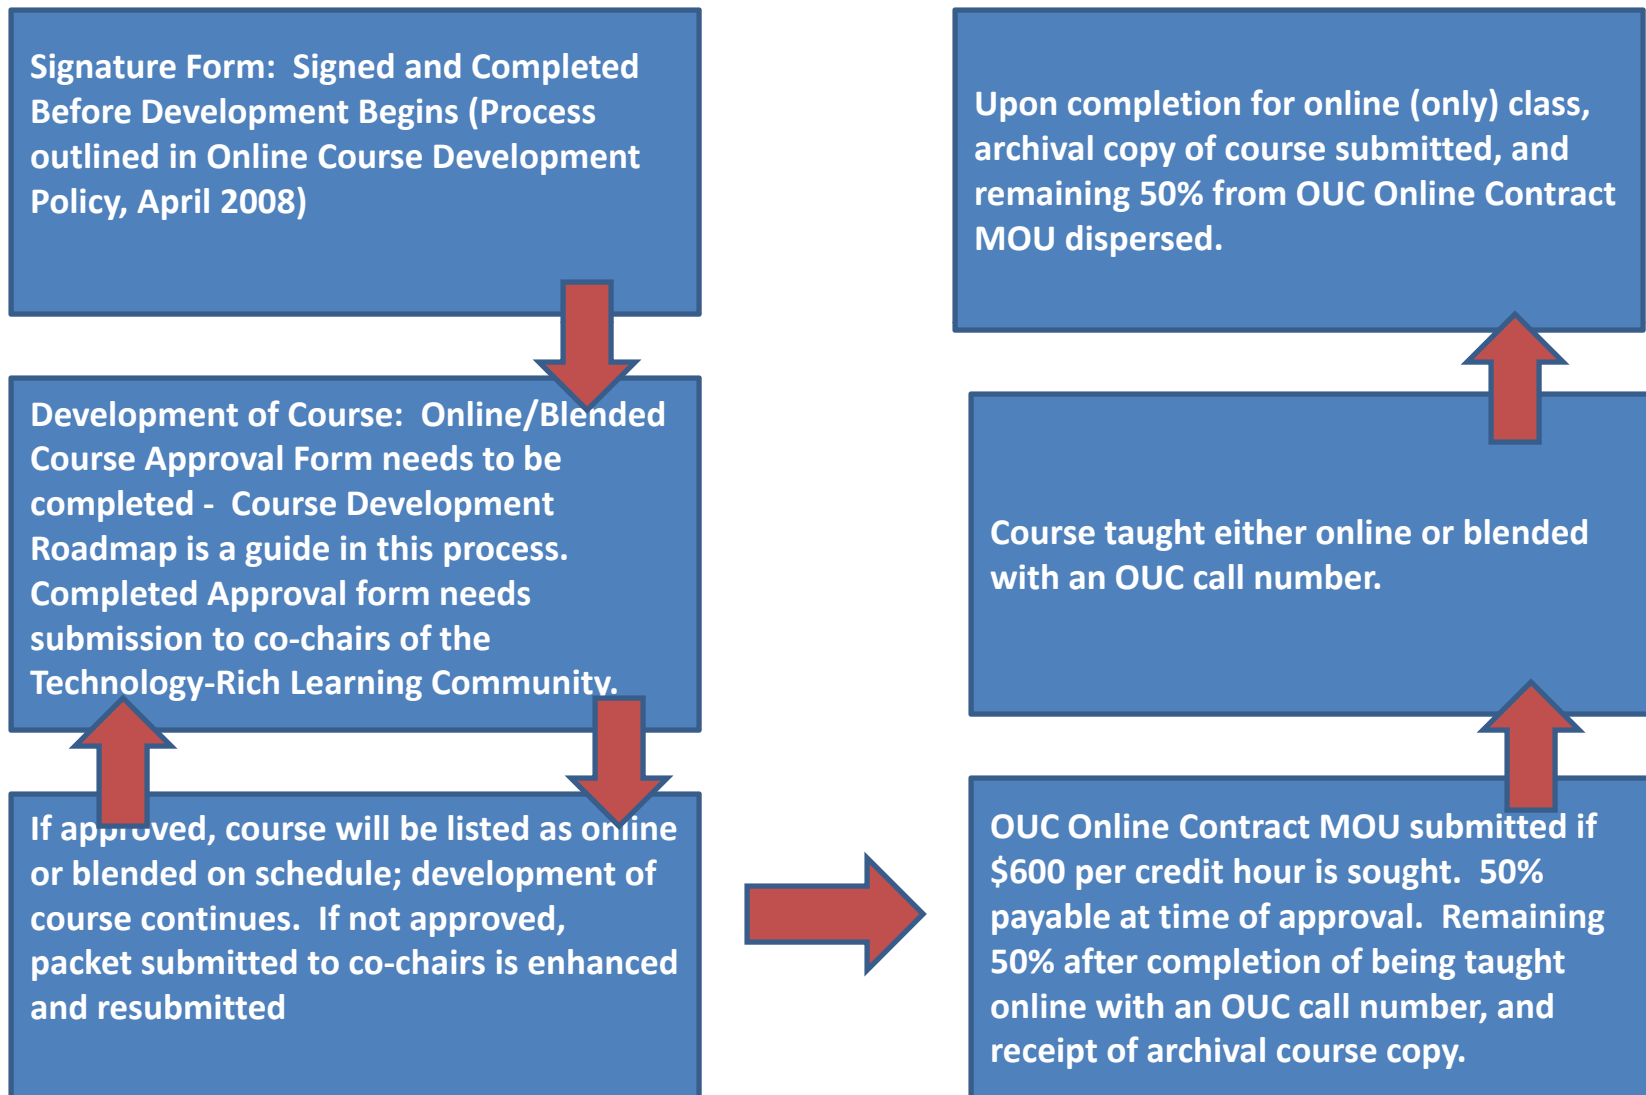 Signature Form:  Signed and Completed
Before Development Begins (Process
outlined in Online Course Development
Policy, April 2008)
Development of Course:  Online/Blended
Course Approval Form needs to be
completed -  Course Development
Roadmap is a guide in this process.
Completed Approval form needs
submission to co-chairs of the
Technology-Rich Learning Community.
If approved, course will be listed as online
or blended on schedule; development of
course continues.  If not approved,
packet submitted to co-chairs is enhanced
and resubmitted
OUC Online Contract MOU submitted if
$600 per credit hour is sought.  50%
payable at time of approval.  Remaining
50% after completion of being taught
online with an OUC call number, and
receipt of archival course copy.
Course taught either online or blended
with an OUC call number.
Upon completion for online (only) class,
archival copy of course submitted, and
remaining 50% from OUC Online Contract
MOU dispersed.